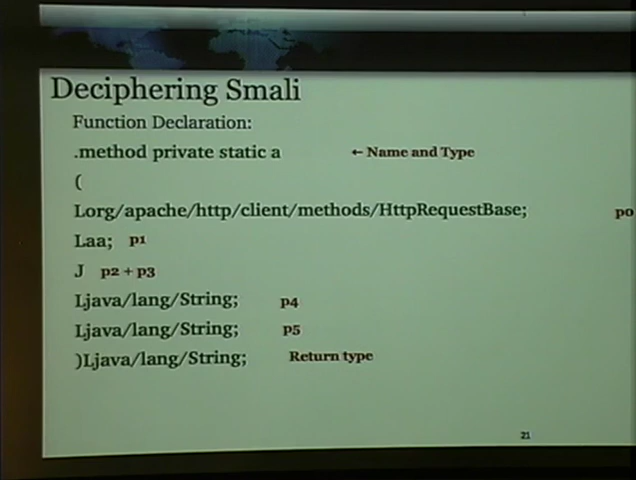 Deciphering Smali
Function Declaration:
.method private static a ← Name and Type
(
Lorg/apache/http/client/methods/HttpRequestBase; p0
Laa; p1
J p2 + p3
Ljava/lang/String; p4
Ljava/lang/String; p5
)Ljava/lang/String; Return type
21